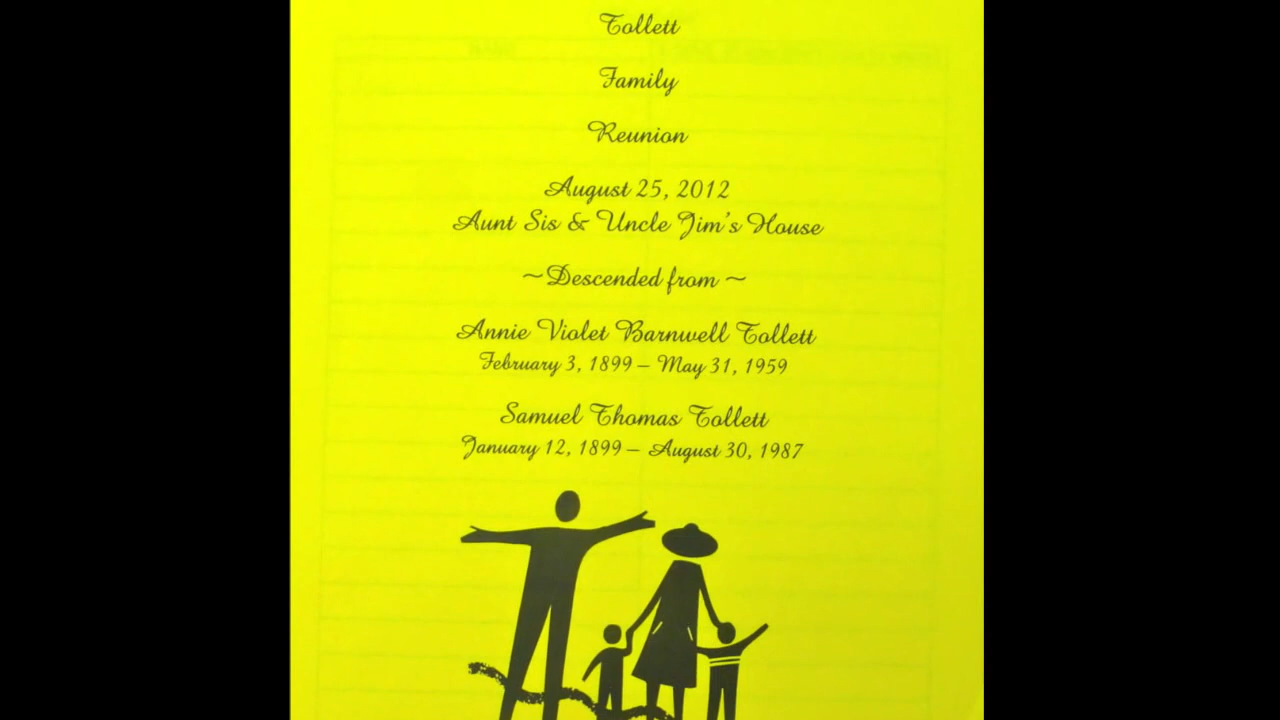 Tollett
Family
Reunion
August 25, 2012
Aunt Sis & Uncle Jim's House
~Descended from ~
Annie Violet Barnwell Tollett
February 3, 1899 – May 31, 1959
Samuel Thomas Tollett
January 12, 1899 – August 30, 1987